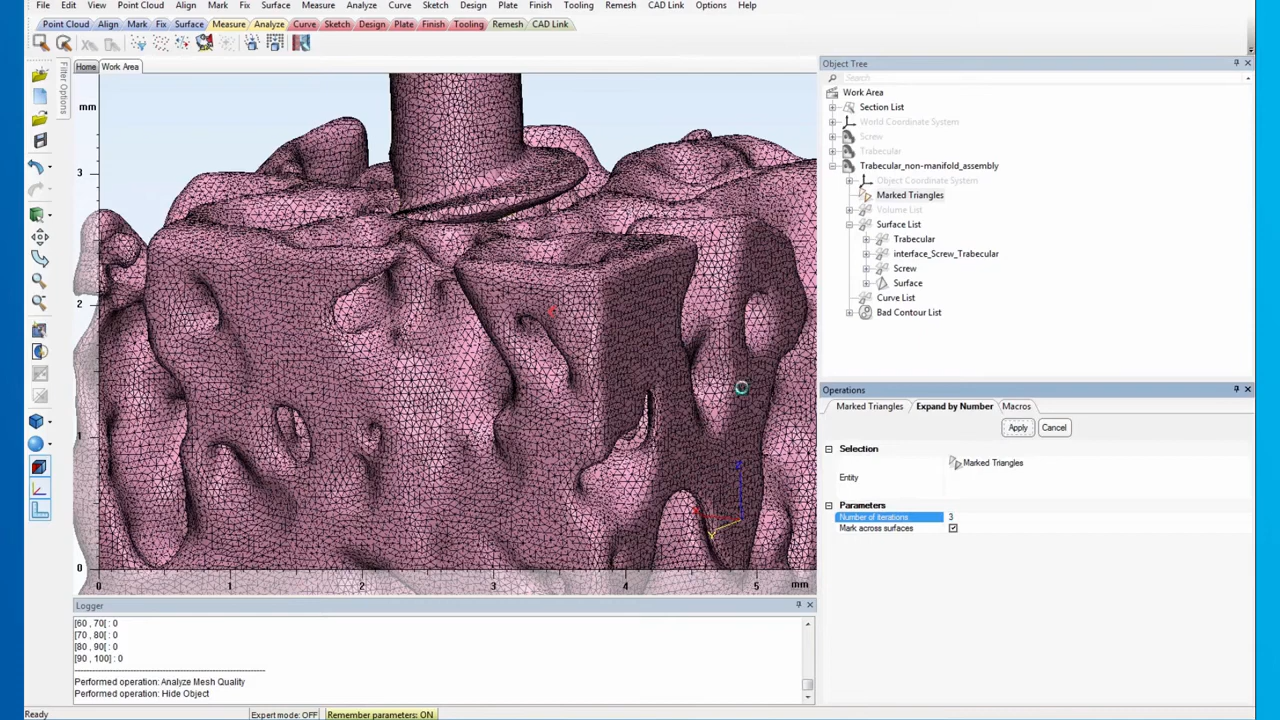 File Edit View Point Cloud Align Mark Fix Surface Measure Analyze Curve Sketch Design Plate Finish Tooling Remesh CAD Link Options Help
Point Cloud Align Mark Fix Surface Measure Analyze Curve Sketch Design Plate Finish Tooling Remesh CAD Link
Home Work Area
Filter Options
mm
3
2
1
0
0 1 2 3 4 5 mm
Object Tree
Search
Work Area
Section List
World Coordinate System
Screw
Trabecular
Trabecular_non-manifold_assembly
Object Coordinate System
Marked Triangles
Volume List
Surface List
Trabecular
interface_Screw_Trabecular
Screw
Surface
Curve List
Bad Contour List
Operations
Marked Triangles Expand by Number Macros
Apply Cancel
Selection
Entity Marked Triangles
Parameters
Number of iterations 3
Mark across surfaces
Logger
[60 , 70[ : 0
[70 , 80[ : 0
[80 , 90[ : 0
[90 , 100] : 0
Performed operation: Analyze Mesh Quality
Performed operation: Hide Object
Ready Expert mode: OFF Remember parameters: ON